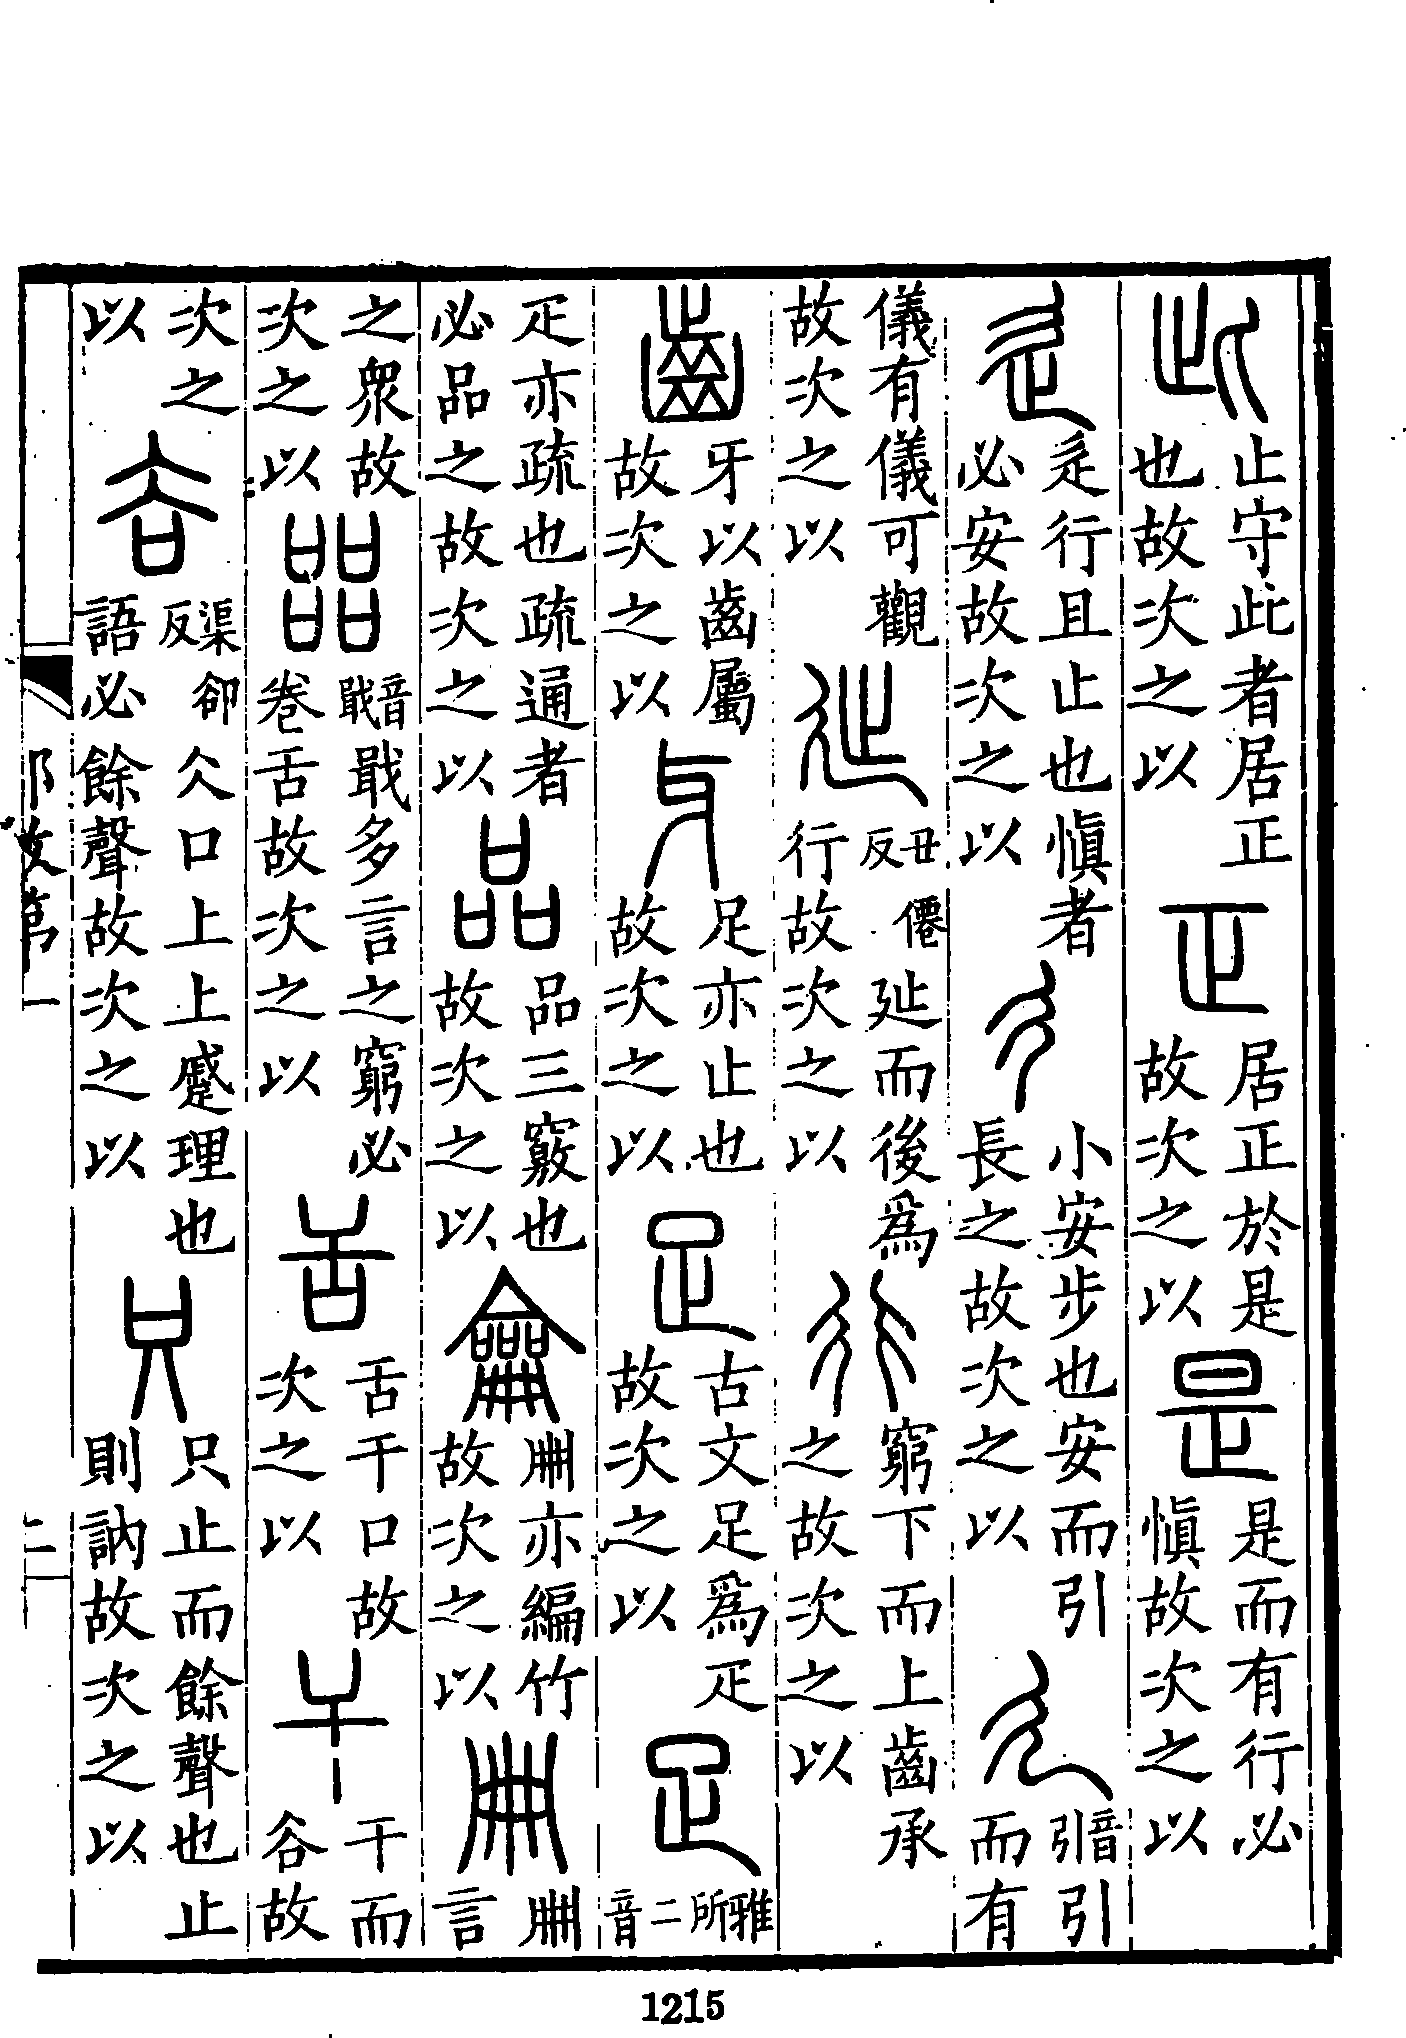 此止守此者居正也故次之以正居正於是故次之以是是而有行必愼故次之以
辵辵行且止也愼者必安故次之以彳小安步也安而引長之故次之以廴音引引而有
儀有儀可觀故次之以㢟丑僊反㢟而後爲行故次之以行窮下而上齒承之故次之以
齒牙以齒屬故次之以牙足亦止也故次之以足古文足爲疋故次之以疋雅所二音
疋亦疏也疏通者必品之故次之以品品三竅也故次之以龠冊亦編竹故次之以冊冊言
之衆故次之以㗊音戢戢多言之窮必卷舌故次之以舌舌干口故次之以干干而谷故
次之以谷渠卻反仌口上上蹙理也語必餘聲故次之以只只止而餘聲也止則訥故次之以
部敘第一
二
1215